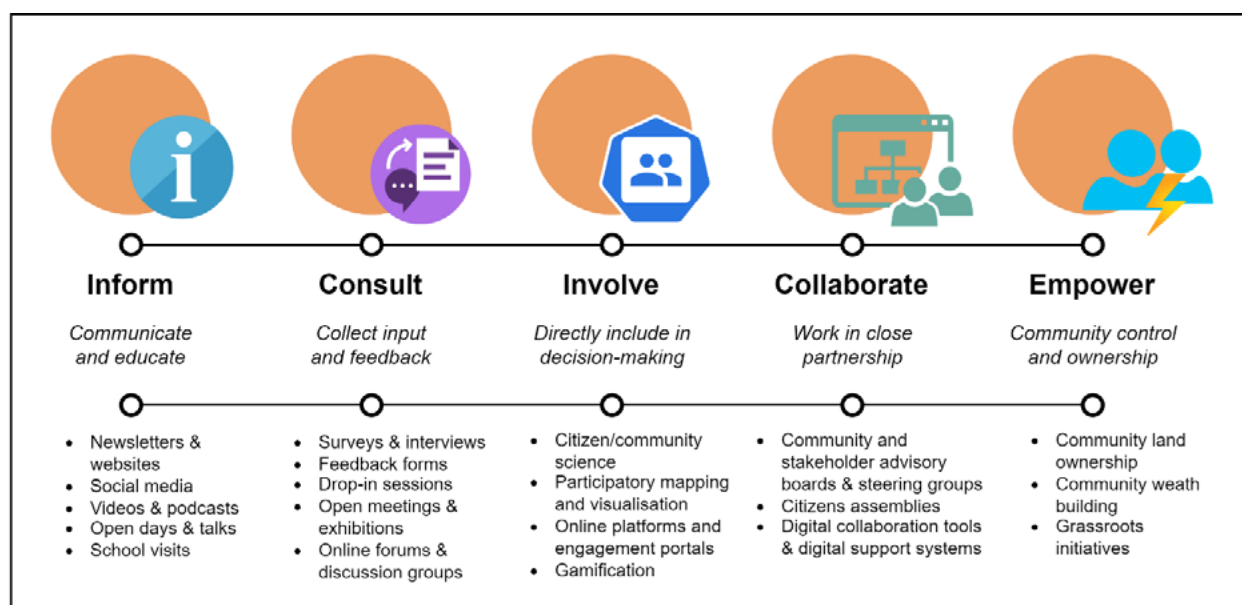 Inform
Communicate
and educate
• Newsletters &
websites
• Social media
• Videos & podcasts
• Open days & talks
• School visits
Consult
Collect input
and feedback
• Surveys & interviews
• Feedback forms
• Drop-in sessions
• Open meetings &
exhibitions
• Online forums &
discussion groups
Involve
Directly include in
decision-making
• Citizen/community
science
• Participatory mapping
and visualisation
• Online platforms and
engagement portals
• Gamification
Collaborate
Work in close
partnership
• Community and
stakeholder advisory
boards & steering groups
• Citizens assemblies
• Digital collaboration tools
& digital support systems
Empower
Community control
and ownership
• Community land
ownership
• Community weath
building
• Grassroots
initiatives